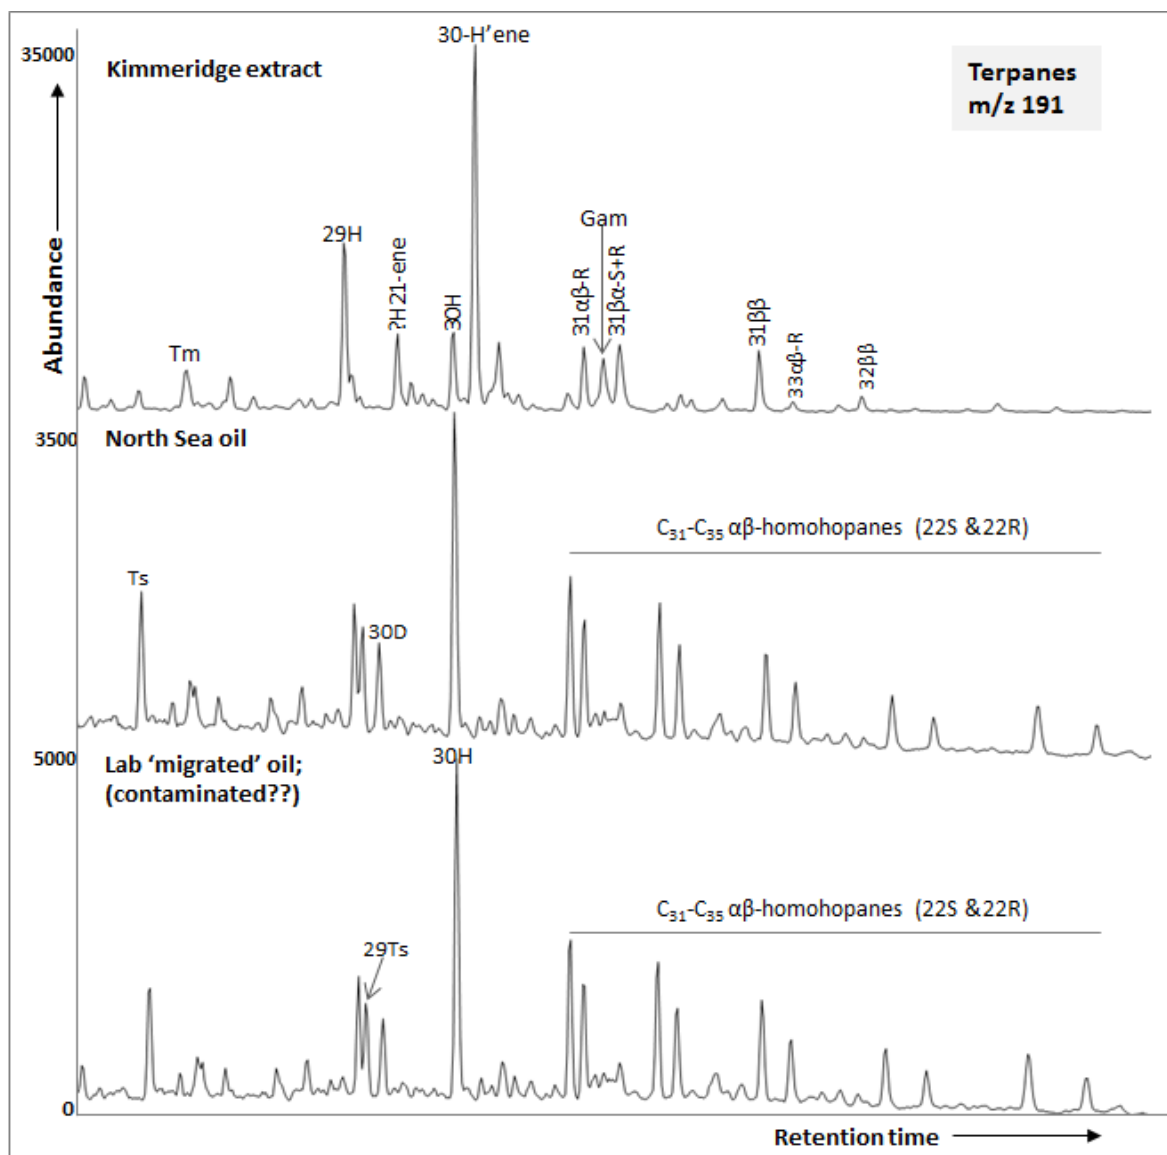 30-H'ene
35000
Kimmeridge extract
Terpanes
m/z 191
Abundance
29H
?H21-ene
30H
Gam
31αβ-R
31βα-S+R
31ββ
33αβ-R
32ββ
Tm
3500
North Sea oil
C₃₁-C₃₅ αβ-homohopanes (22S &22R)
Ts
30D
5000
Lab 'migrated' oil;
(contaminated??)
30H
C₃₁-C₃₅ αβ-homohopanes (22S &22R)
29Ts
0
Retention time